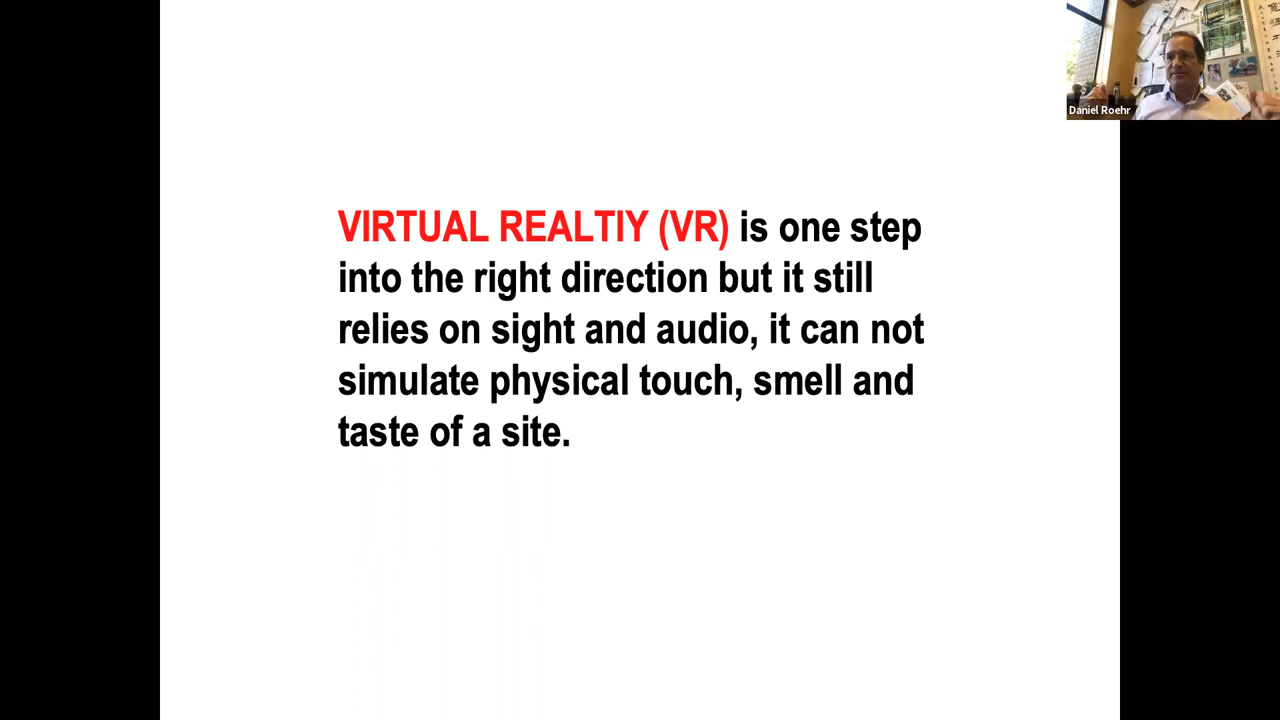 VIRTUAL REALTIY (VR) is one step
into the right direction but it still
relies on sight and audio, it can not
simulate physical touch, smell and
taste of a site.
Daniel Roehr